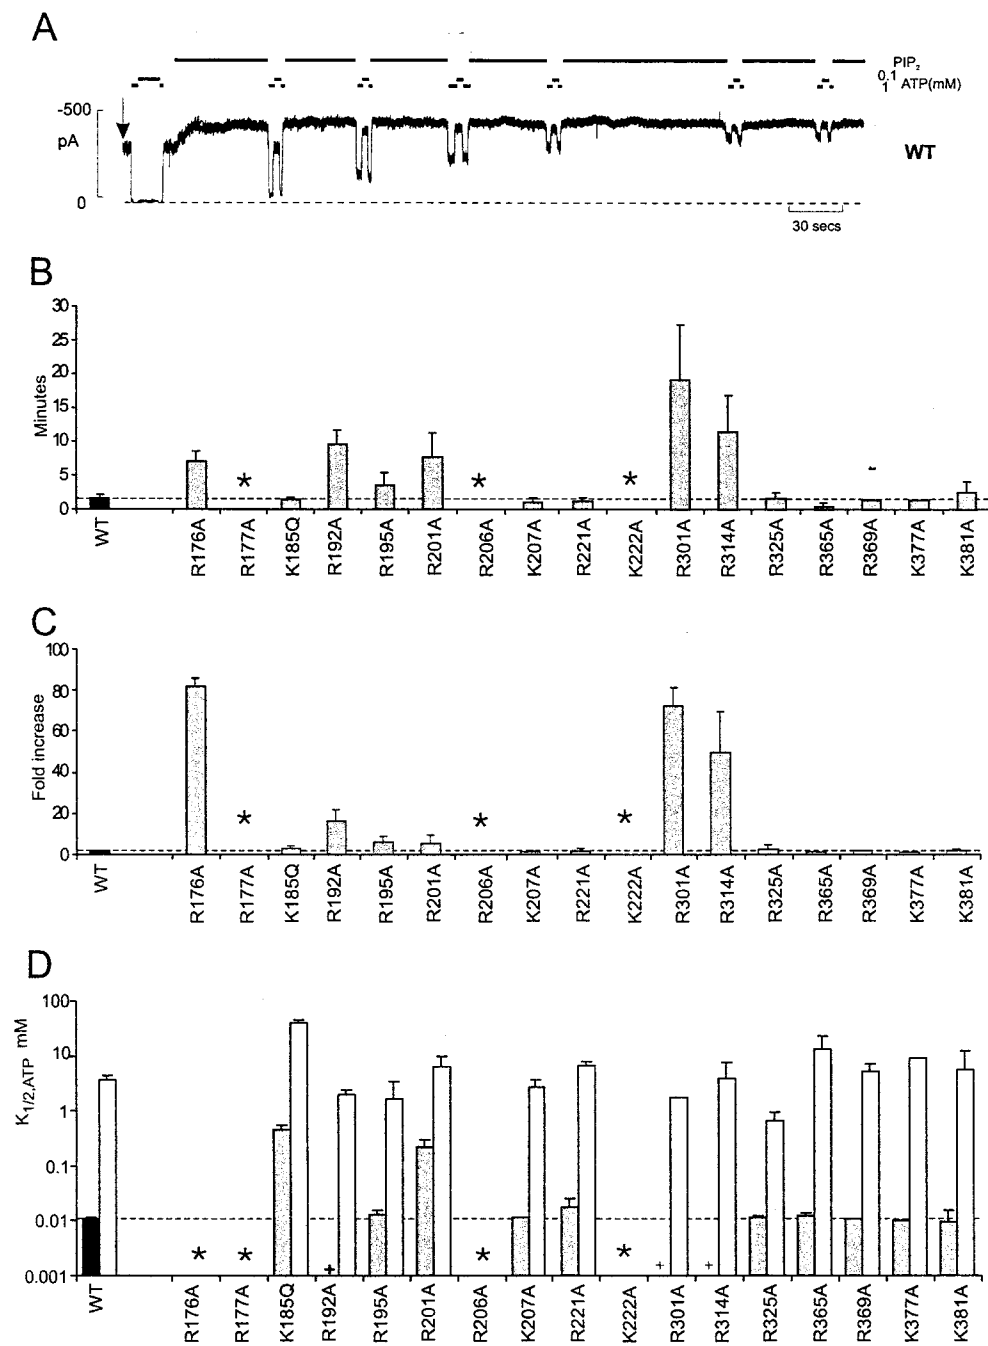 A
PIP2
0.1
1 ATP(mM)
-500
pA
WT
0
30 secs
B
30
25
20
15
10
5
0
Minutes
*
*
*
WT
R176A
R177A
K185Q
R192A
R195A
R201A
R206A
K207A
R221A
K222A
R301A
R314A
R325A
R365A
R369A
K377A
K381A
C
100
80
60
40
20
0
Fold increase
*
*
*
WT
R176A
R177A
K185Q
R192A
R195A
R201A
R206A
K207A
R221A
K222A
R301A
R314A
R325A
R365A
R369A
K377A
K381A
D
100
10
1
0.1
0.01
0.001
K1/2,ATP mM
*
*
+
*
*
+
+
WT
R176A
R177A
K185Q
R192A
R195A
R201A
R206A
K207A
R221A
K222A
R301A
R314A
R325A
R365A
R369A
K377A
K381A